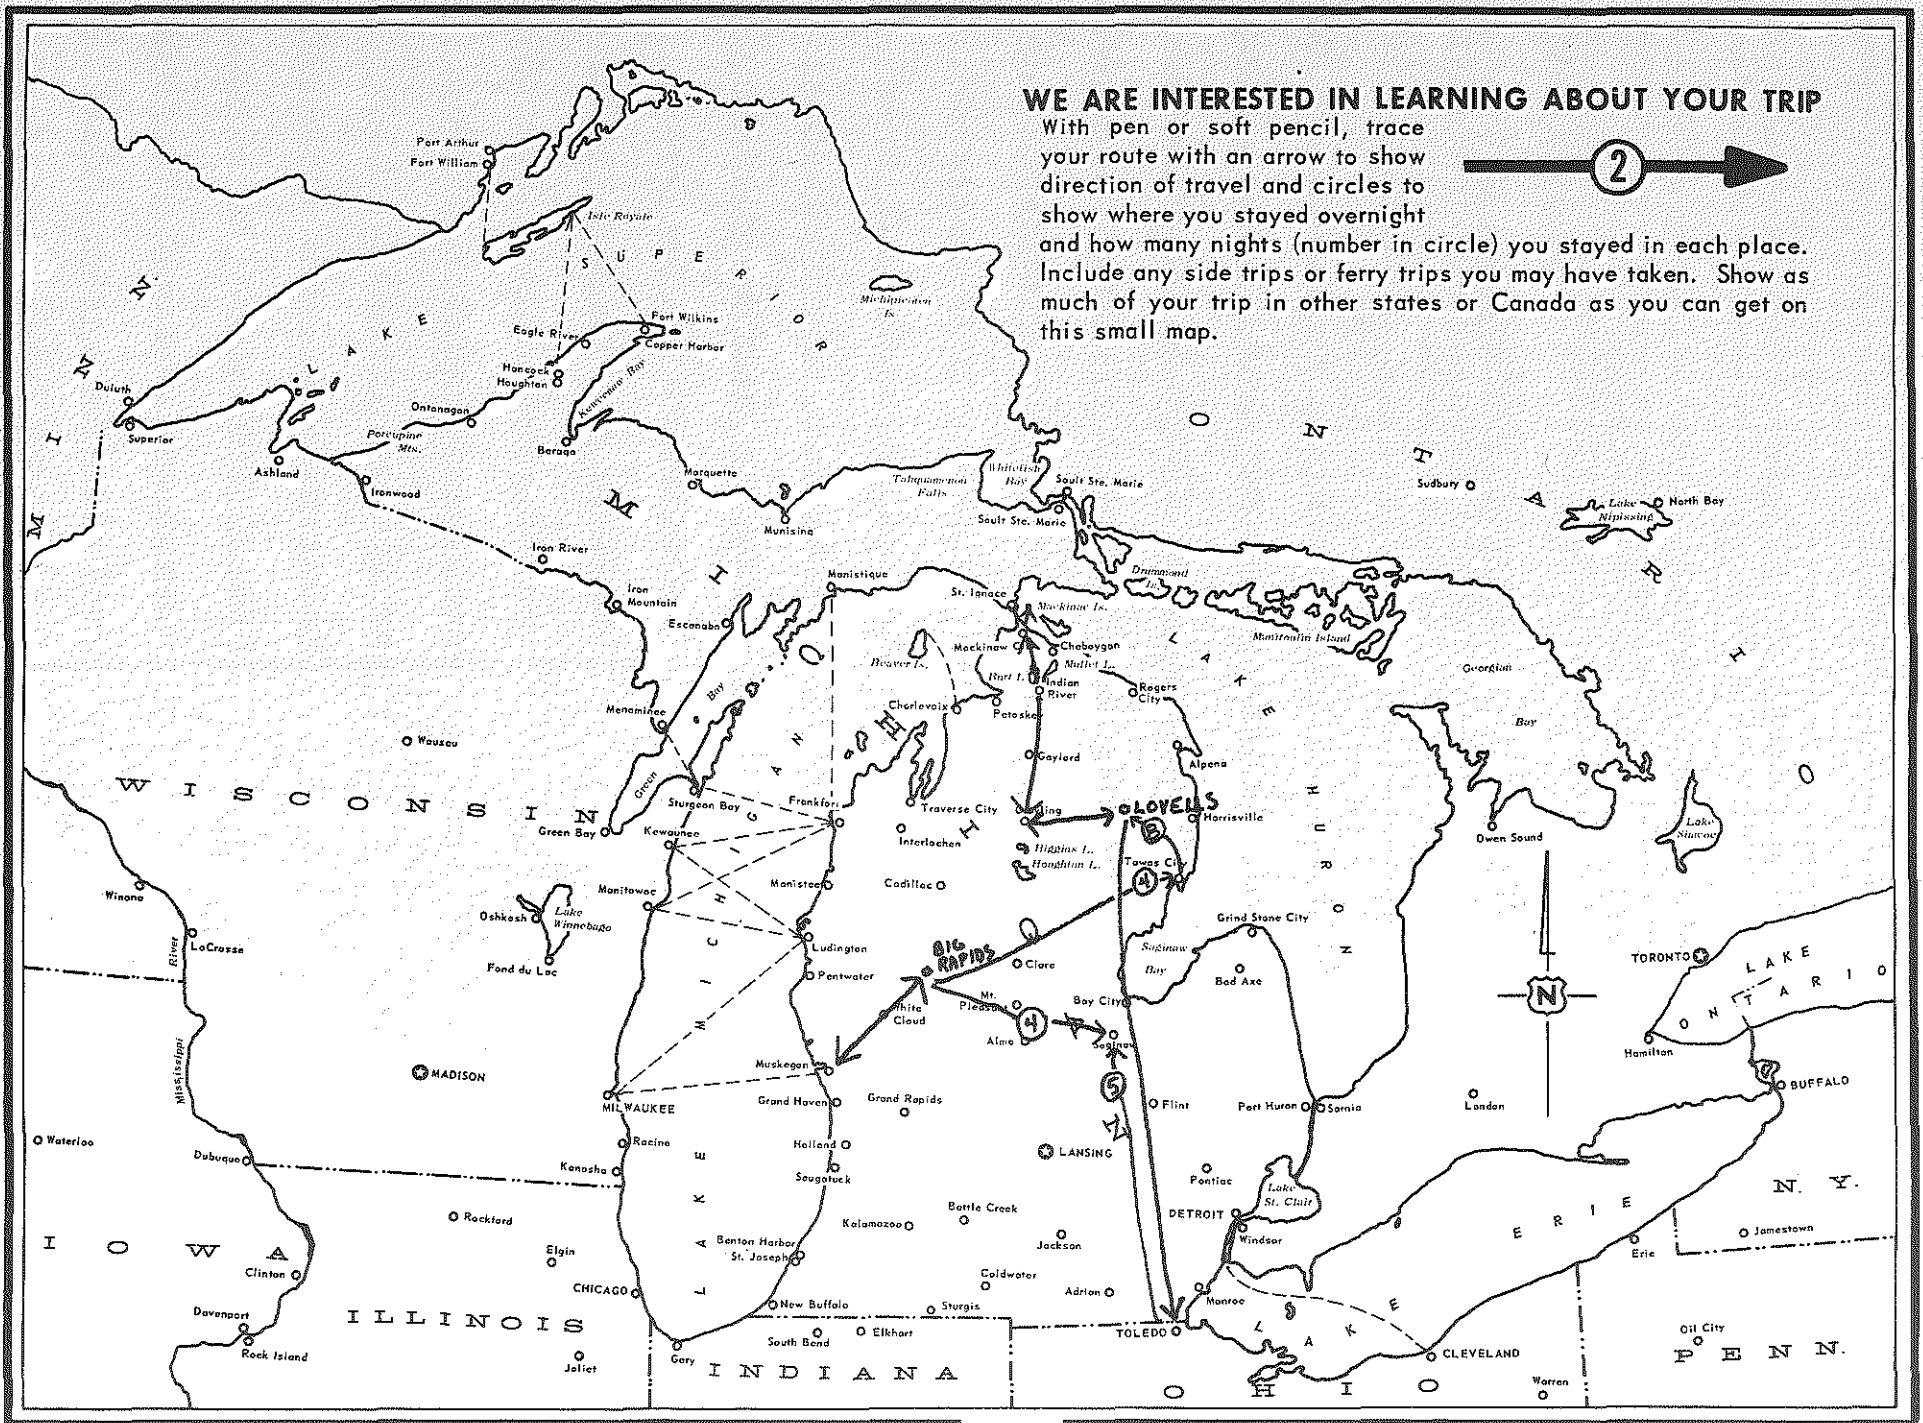 WE ARE INTERESTED IN LEARNING ABOUT YOUR TRIP
With pen or soft pencil, trace
your route with an arrow to show
direction of travel and circles to
show where you stayed overnight
and how many nights (number in circle) you stayed in each place.
Include any side trips or ferry trips you may have taken. Show as
much of your trip in other states or Canada as you can get on
this small map.
2
Port Arthur
Fort William
Isle Royale
LAKE SUPERIOR
Michipicoten
Is.
Fort Wilkins
Eagle River
Copper Harbor
Hancock
Houghton
Keweenaw Bay
Duluth
Superior
Ontonagon
Porcupine
Mts.
Baraga
Ashland
Ironwood
MINN.
Marquette
Munising
Tahquamenon
Falls
Whitefish
Bay
Sault Ste. Marie
Sault Ste. Marie
ONTARIO
Sudbury
Lake
Nipissing
North Bay
MICHIGAN
Iron River
Iron
Mountain
Escanaba
Manistique
St. Ignace
Mackinac Is.
Drummond
Is.
Manitoulin Island
Mackinaw C
Cheboygan
Mullet L.
Burt L.
Indian
River
Beaver Is.
Charlevoix
Petoskey
Rogers
City
Georgian
Bay
LAKE HURON
Menominee
Green
Bay
Wausau
WISCONSIN
Sturgeon Bay
Green Bay
Kewaunee
Frankfort
Traverse City
Interlochen
Gaylord
Alpena
LOVELLS
Harrisville
3
Higgins L.
Houghton L.
Tawas City
4
Owen Sound
Lake
Simcoe
Winona
LaCrosse
Mississippi River
Oshkosh
Lake
Winnebago
Fond du Lac
Manitowoc
LAKE MICHIGAN
Manistee
Cadillac
Ludington
Pentwater
BIG
RAPIDS
Clare
Mt.
Pleasant
4
Alma
White
Cloud
Saginaw
Bay
Bay City
Saginaw
Grind Stone City
Bad Axe
N
TORONTO
LAKE
ONTARIO
Hamilton
BUFFALO
MADISON
MILWAUKEE
Muskegon
Grand Haven
Grand Rapids
5
Flint
Port Huron
Sarnia
London
Waterloo
Dubuque
Racine
Kenosha
Holland
Saugatuck
LANSING
Pontiac
Lake
St. Clair
DETROIT
Windsor
LAKE ERIE
N. Y.
Jamestown
Erie
IOWA
Rockford
Elgin
Clinton
CHICAGO
Davenport
Rock Island
ILLINOIS
Joliet
Kalamazoo
Battle Creek
Jackson
Benton Harbor
St. Joseph
Coldwater
Adrian
Monroe
New Buffalo
Sturgis
South Bend
Elkhart
Gary
INDIANA
TOLEDO
OHIO
CLEVELAND
Warren
Oil City
PENN.